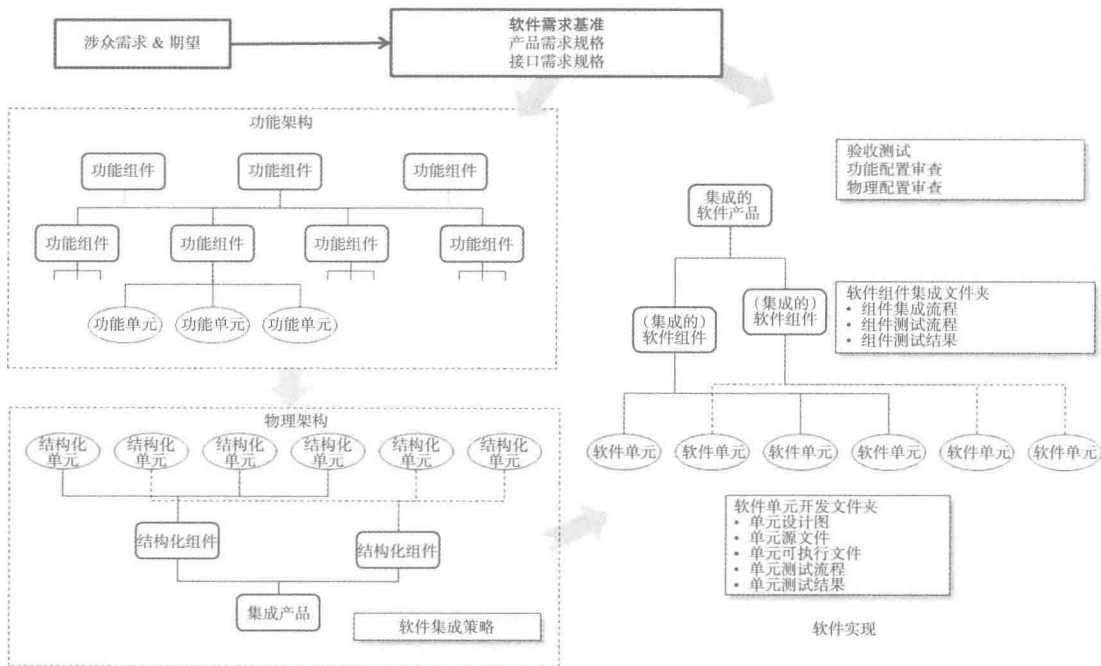 涉众需求 & 期望
软件需求基准
产品需求规格
接口需求规格
功能架构
功能组件
功能组件
功能组件
功能组件
功能组件
功能组件
功能组件
功能单元
功能单元
功能单元
物理架构
结构化
单元
结构化
单元
结构化
单元
结构化
单元
结构化
单元
结构化
单元
结构化组件
结构化组件
集成产品
软件集成策略
验收测试
功能配置审查
物理配置审查
集成的
软件产品
(集成的)
软件组件
(集成的)
软件组件
软件组件集成文件夹
• 组件集成流程
• 组件测试流程
• 组件测试结果
软件单元
软件单元
软件单元
软件单元
软件单元
软件单元
软件单元开发文件夹
• 单元设计图
• 单元源文件
• 单元可执行文件
• 单元测试流程
• 单元测试结果
软件实现